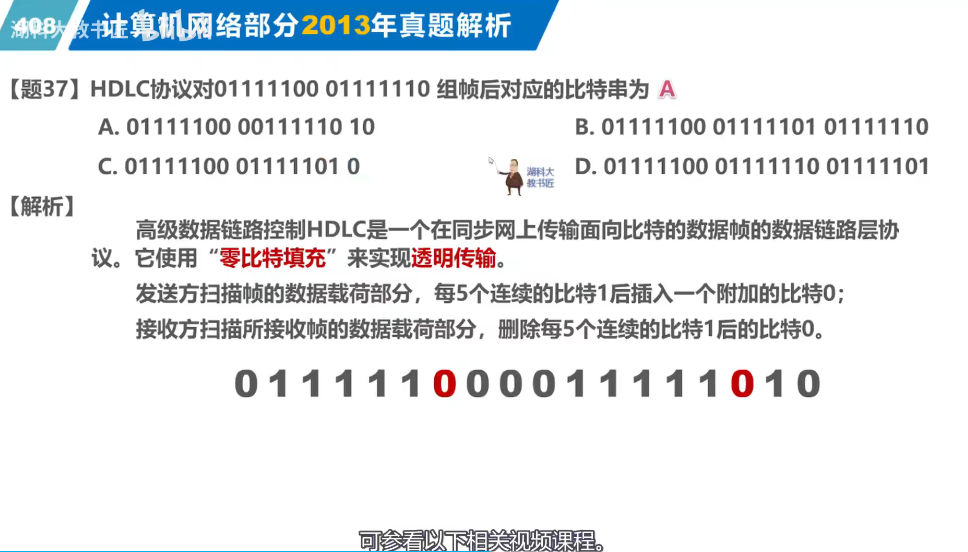 408 计算机网络部分2013年真题解析
湖科大教书匠 bilibili
【题37】HDLC协议对01111100 01111110 组帧后对应的比特串为 A
A. 01111100 00111110 10
B. 01111100 01111101 01111110
C. 01111100 01111101 0
D. 01111100 01111110 01111101
湖科大
教书匠
【解析】
高级数据链路控制HDLC是一个在同步网上传输面向比特的数据帧的数据链路层协
议。它使用“零比特填充”来实现透明传输。
发送方扫描帧的数据载荷部分，每5个连续的比特1后插入一个附加的比特0；
接收方扫描所接收帧的数据载荷部分，删除每5个连续的比特1后的比特0。
0 1 1 1 1 1 0 0 0 0 1 1 1 1 1 0 1 0
可参看以下相关视频课程。